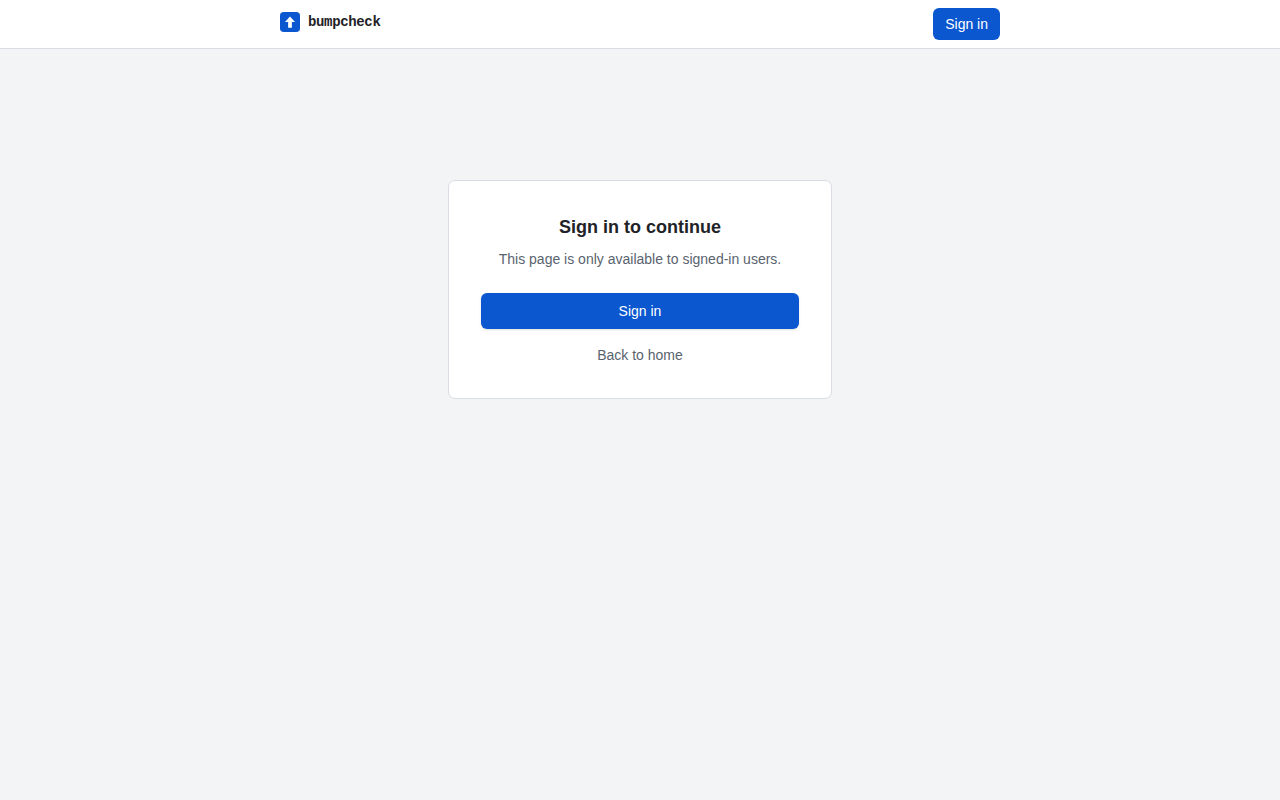 bumpcheck
Sign in
Sign in to continue
This page is only available to signed-in users.
Sign in
Back to home